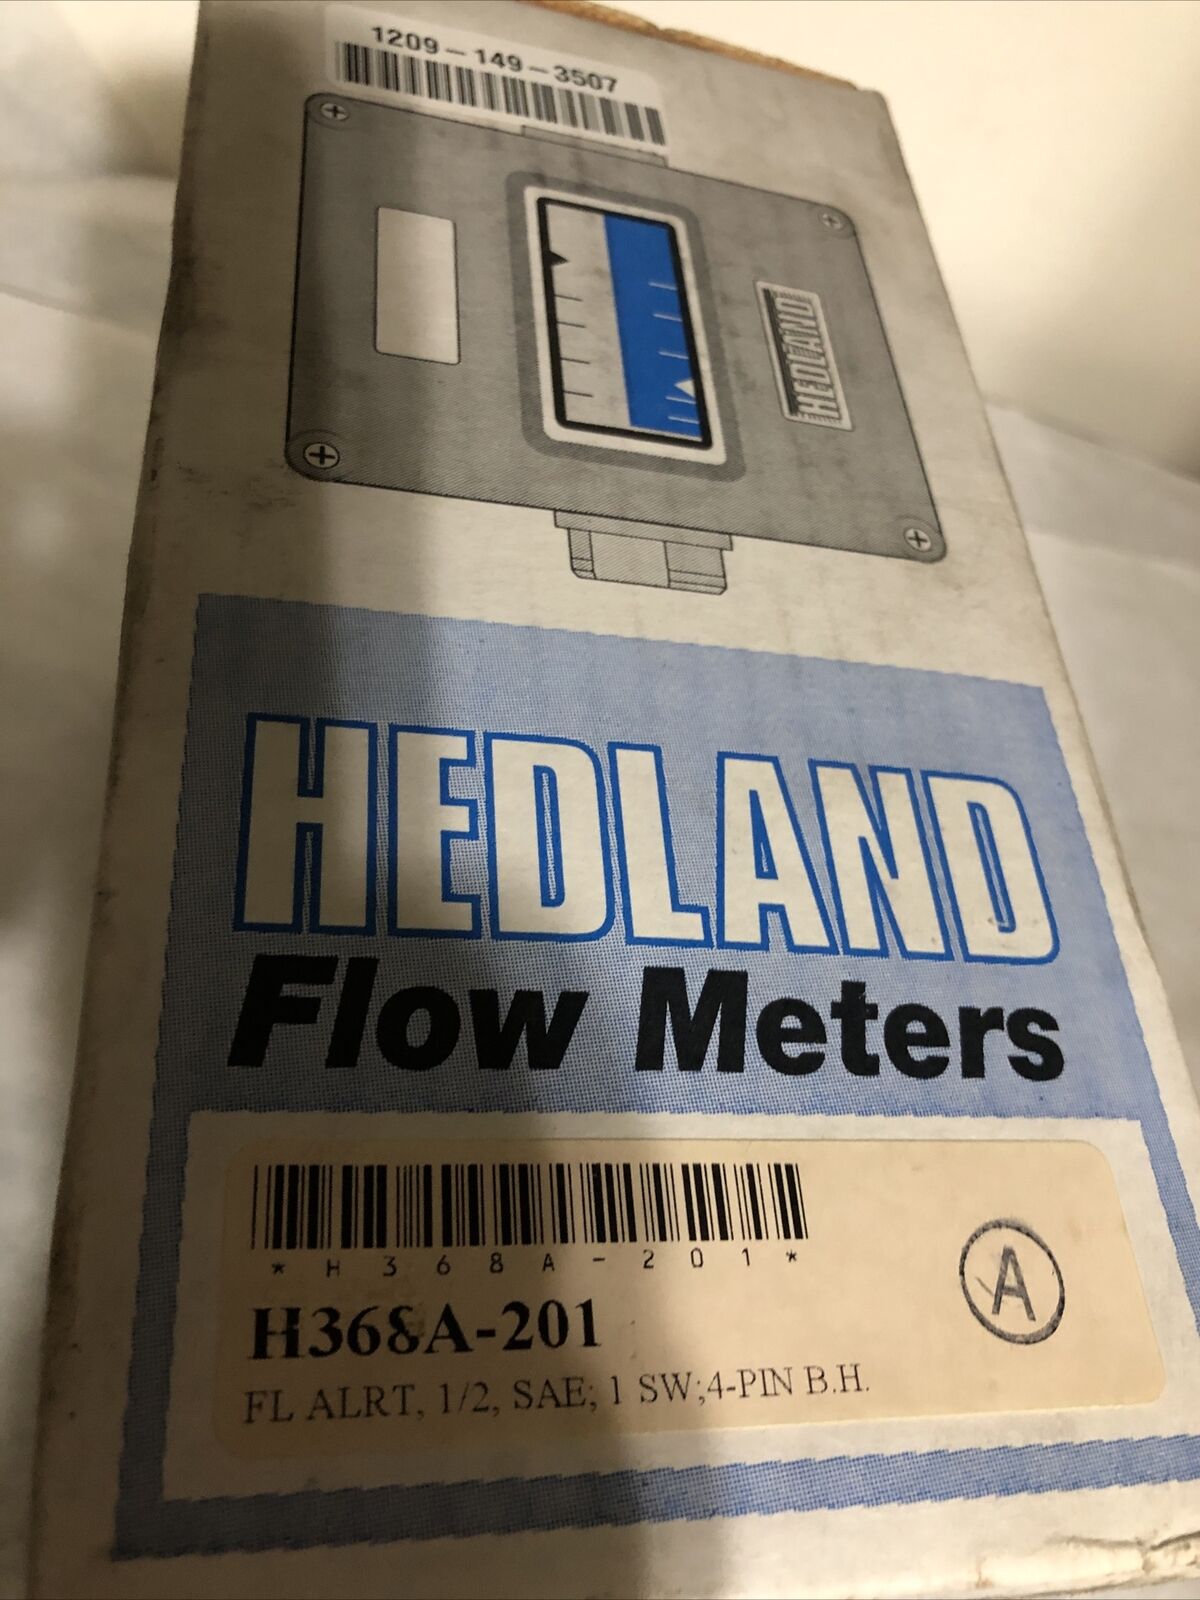 1209-149-3507
HEDLAND
HEDLAND
Flow Meters
*H368A-201*
H368A-201
A
FL ALRT, 1/2, SAE; 1 SW;4-PIN B.H.